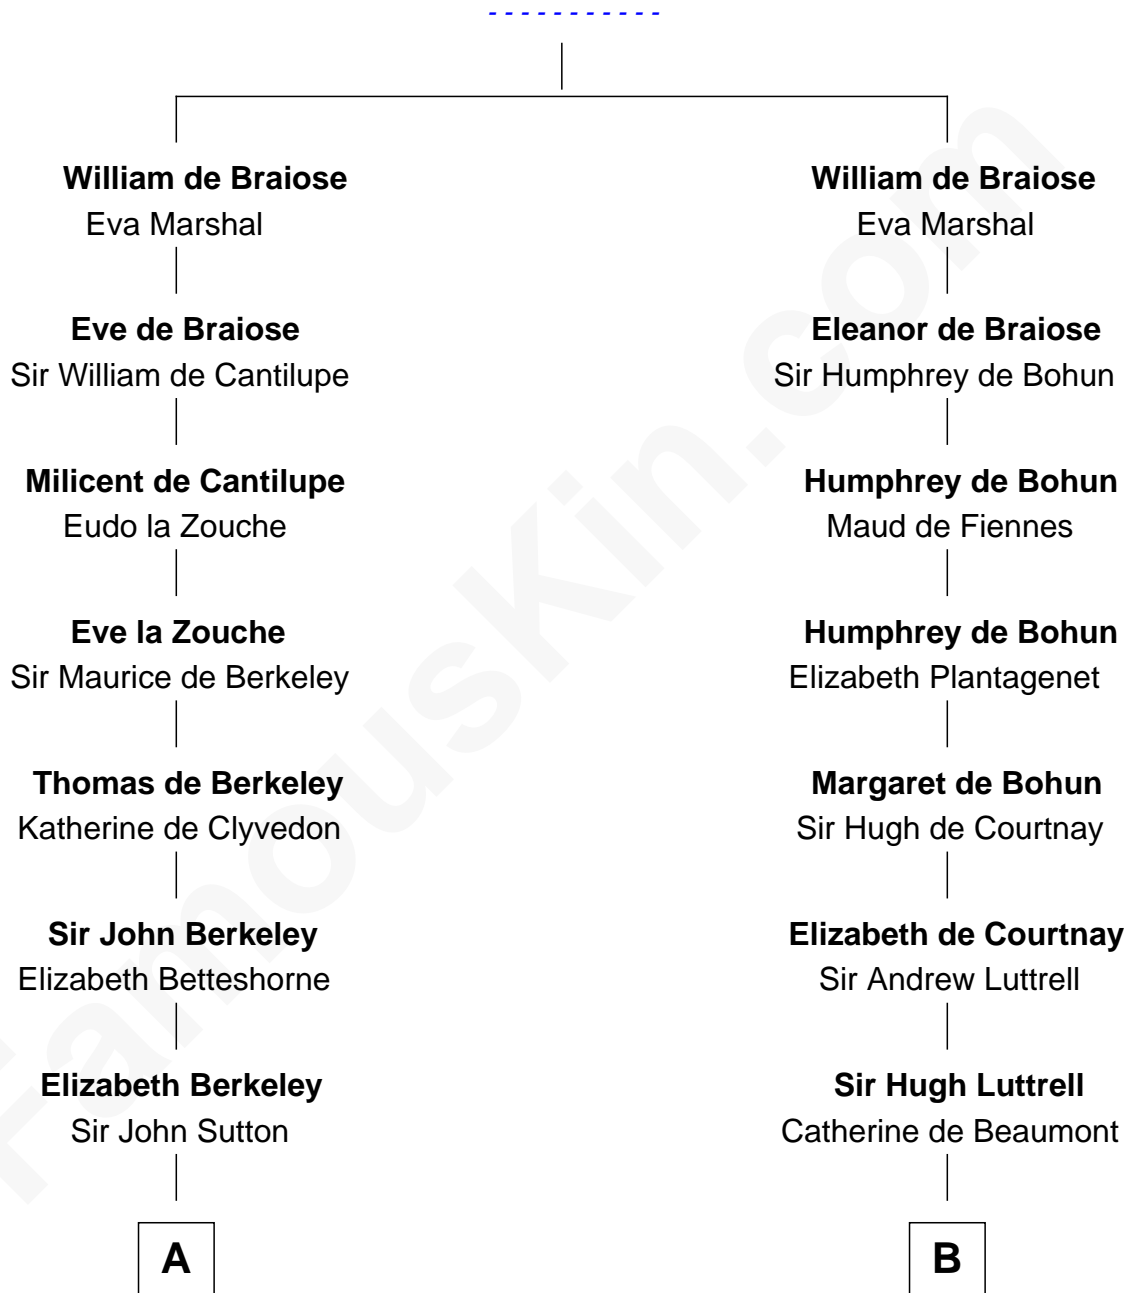 - - - - - - - - - - -
William de Braiose
Eva Marshal
Eve de Braiose
Sir William de Cantilupe
Milicent de Cantilupe
Eudo la Zouche
Eve la Zouche
Sir Maurice de Berkeley
Thomas de Berkeley
Katherine de Clyvedon
Sir John Berkeley
Elizabeth Betteshorne
Elizabeth Berkeley
Sir John Sutton
A
William de Braiose
Eva Marshal
Eleanor de Braiose
Sir Humphrey de Bohun
Humphrey de Bohun
Maud de Fiennes
Humphrey de Bohun
Elizabeth Plantagenet
Margaret de Bohun
Sir Hugh de Courtnay
Elizabeth de Courtnay
Sir Andrew Luttrell
Sir Hugh Luttrell
Catherine de Beaumont
B
FamousKin.com